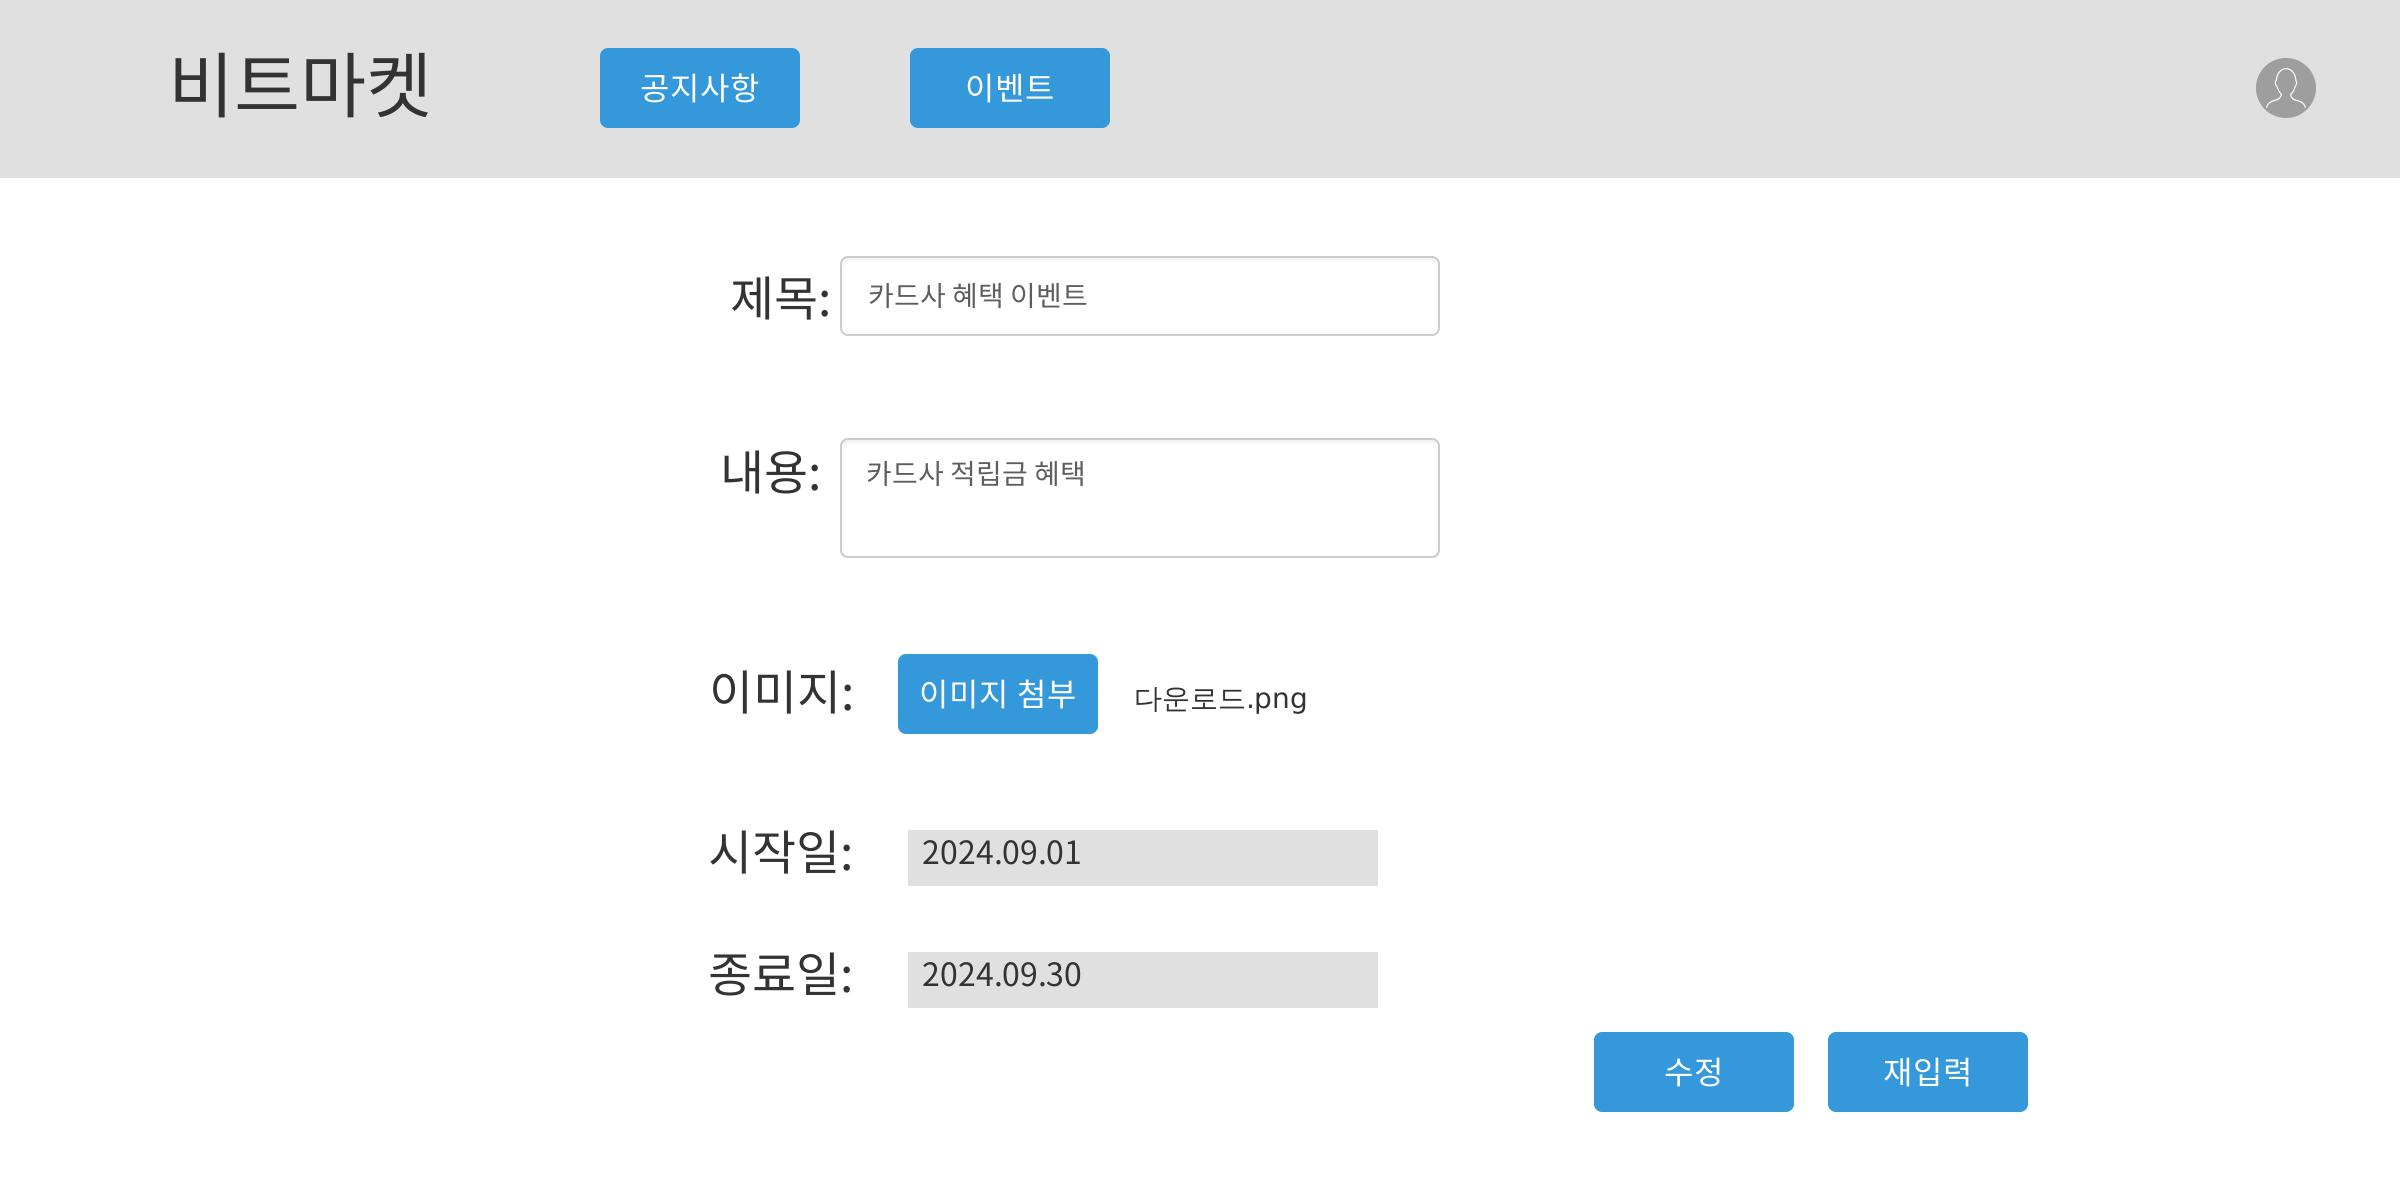 비트마켓
공지사항
이벤트
제목: 카드사 혜택 이벤트
내용: 카드사 적립금 혜택
이미지: 이미지 첨부 다운로드.png
시작일: 2024.09.01
종료일: 2024.09.30
수정
재입력